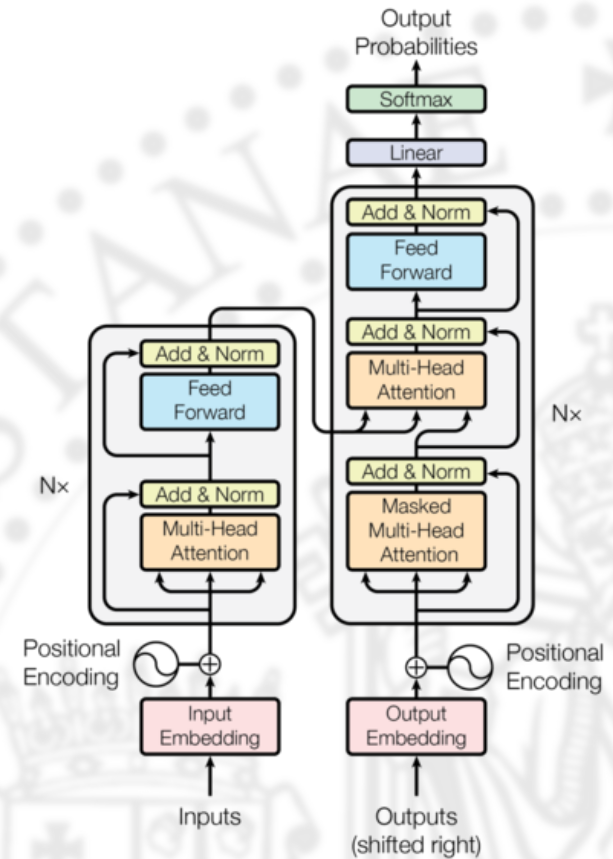 Output
Probabilities
Softmax
Linear
Add & Norm
Feed
Forward
Add & Norm
Multi-Head
Attention
Add & Norm
Masked
Multi-Head
Attention
N×
Add & Norm
Feed
Forward
N×
Add & Norm
Multi-Head
Attention
Positional
Encoding
Positional
Encoding
Input
Embedding
Output
Embedding
Inputs
Outputs
(shifted right)